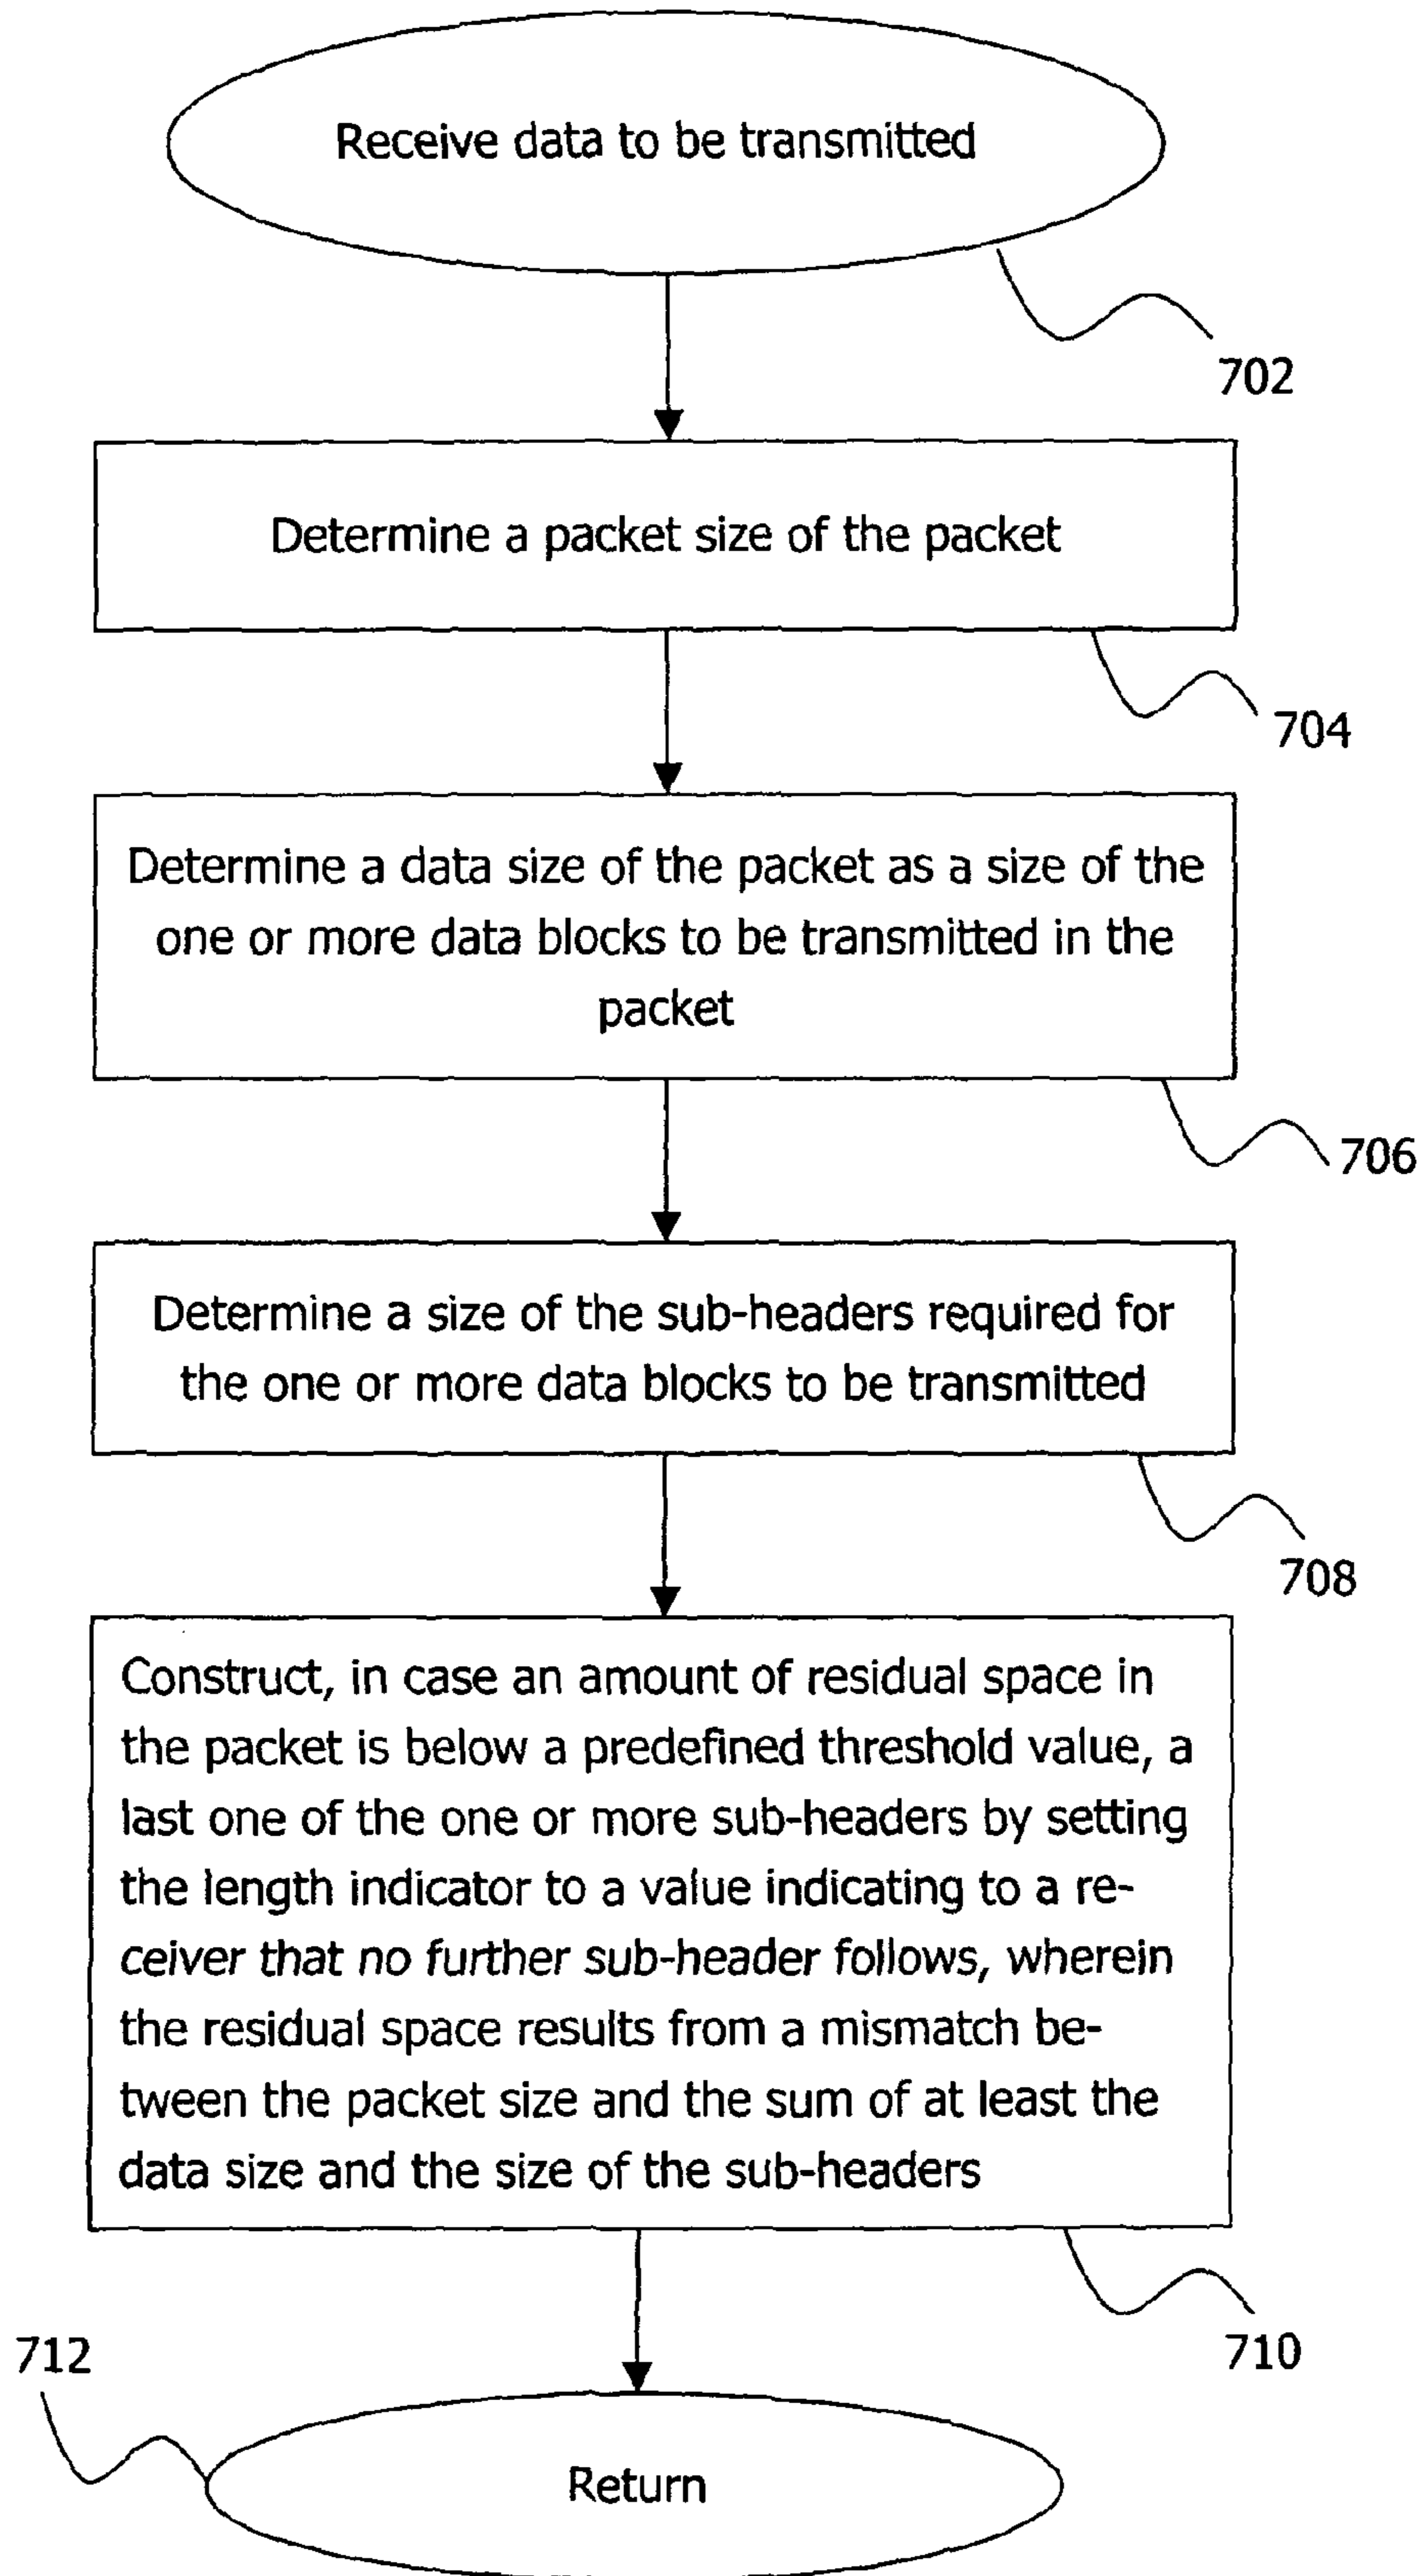 Receive data to be transmitted
702
Determine a packet size of the packet
704
Determine a data size of the packet as a size of the
one or more data blocks to be transmitted in the
packet
706
Determine a size of the sub-headers required for
the one or more data blocks to be transmitted
708
Construct, in case an amount of residual space in
the packet is below a predefined threshold value, a
last one of the one or more sub-headers by setting
the length indicator to a value indicating to a re-
ceiver that no further sub-header follows, wherein
the residual space results from a mismatch be-
tween the packet size and the sum of at least the
data size and the size of the sub-headers
710
712
Return